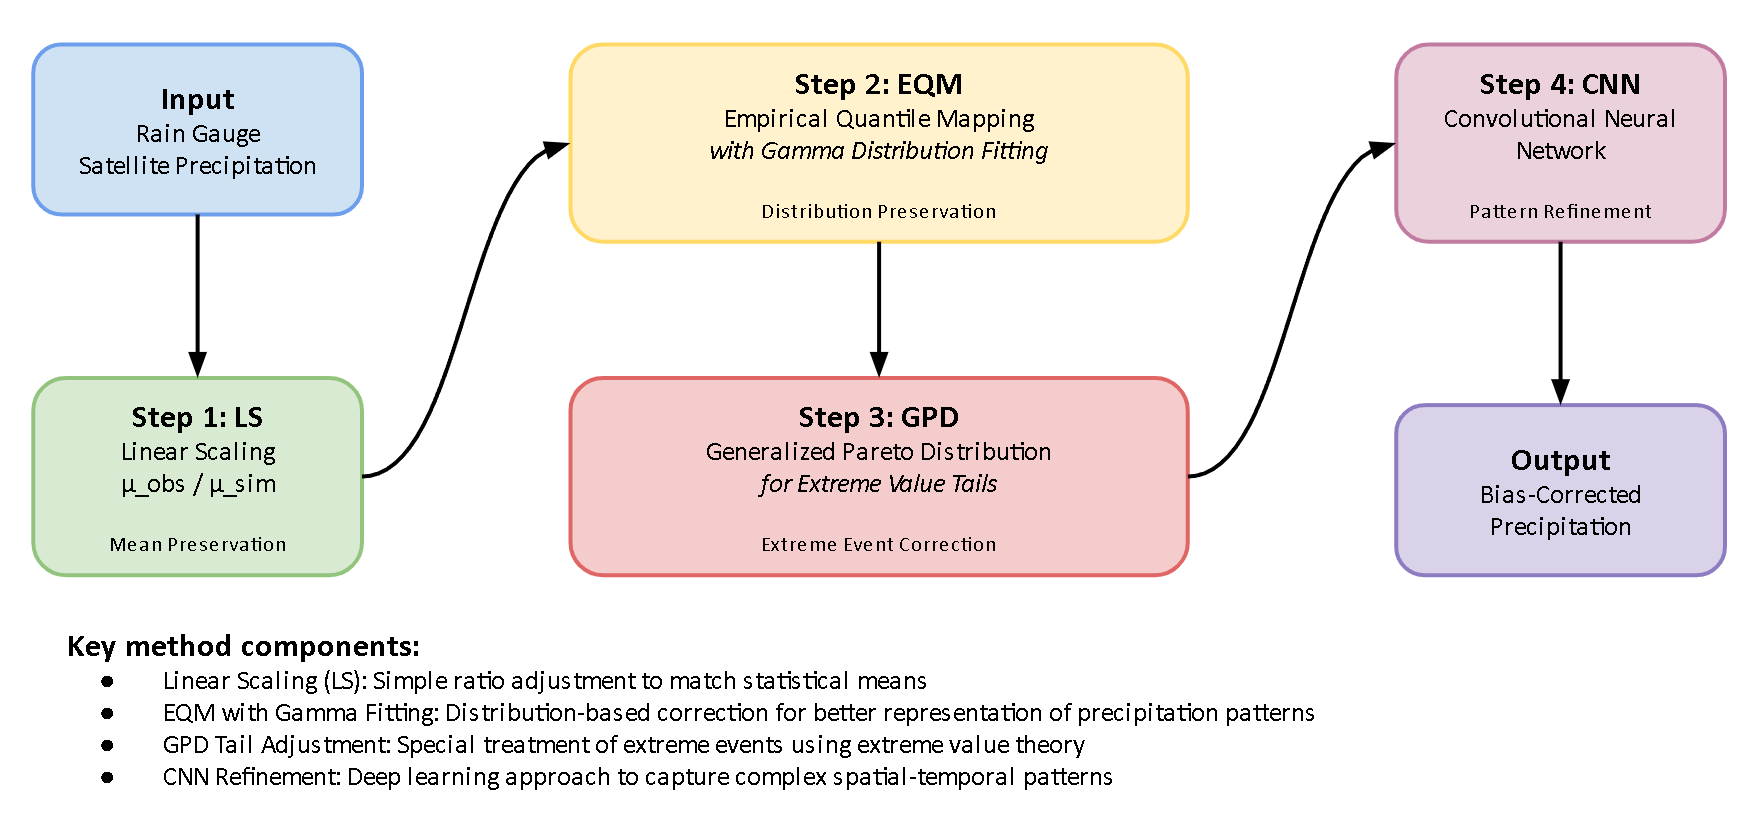 Input
Rain Gauge
Satellite Precipitation
Step 1: LS
Linear Scaling
μ_obs / μ_sim
Mean Preservation
Step 2: EQM
Empirical Quantile Mapping
with Gamma Distribution Fitting
Distribution Preservation
Step 3: GPD
Generalized Pareto Distribution
for Extreme Value Tails
Extreme Event Correction
Step 4: CNN
Convolutional Neural
Network
Pattern Refinement
Output
Bias-Corrected
Precipitation
Key method components:
● Linear Scaling (LS): Simple ratio adjustment to match statistical means
● EQM with Gamma Fitting: Distribution-based correction for better representation of precipitation patterns
● GPD Tail Adjustment: Special treatment of extreme events using extreme value theory
● CNN Refinement: Deep learning approach to capture complex spatial-temporal patterns